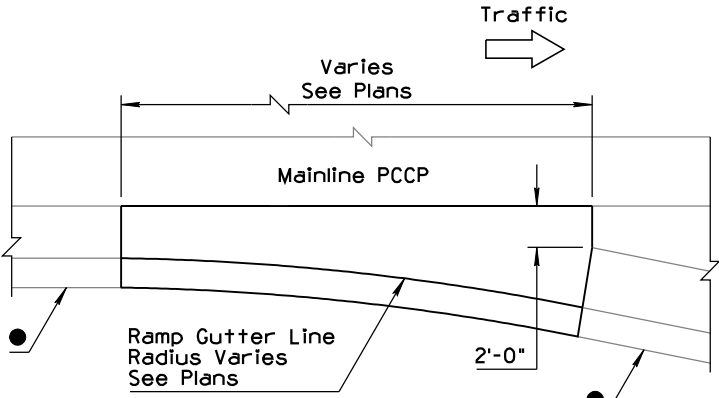 Traffic
Varies
See Plans
Mainline PCCP
Ramp Gutter Line
Radius Varies
See Plans
2'-0"